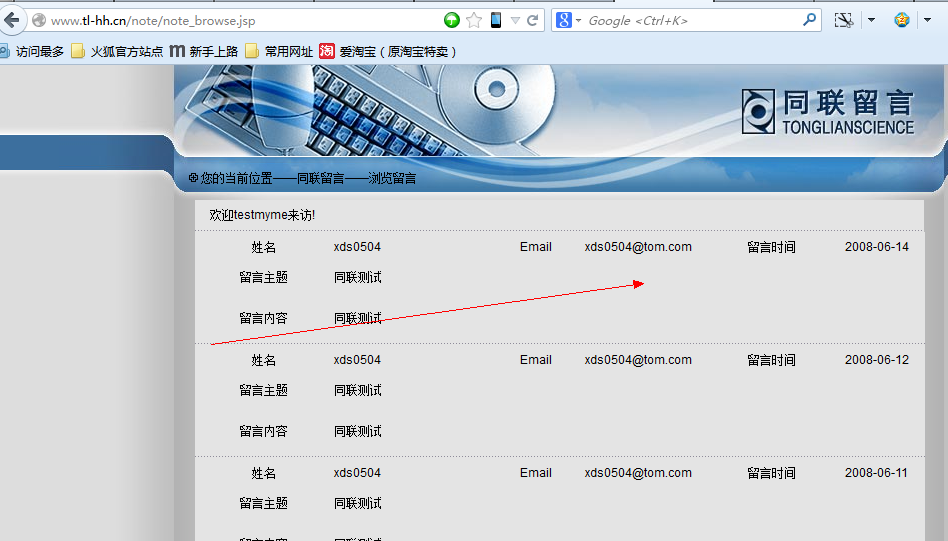 www.tl-hh.cn/note/note_browse.jsp
Google <Ctrl+K>
访问最多 火狐官方站点 新手上路 常用网址 淘 爱淘宝（原淘宝特卖）
同联留言
TONGLIANSCIENCE
您的当前位置——同联留言——浏览留言
欢迎testmyme来访!
姓名 xds0504 Email xds0504@tom.com 留言时间 2008-06-14
留言主题 同联测试
留言内容 同联测试
姓名 xds0504 Email xds0504@tom.com 留言时间 2008-06-12
留言主题 同联测试
留言内容 同联测试
姓名 xds0504 Email xds0504@tom.com 留言时间 2008-06-11
留言主题 同联测试